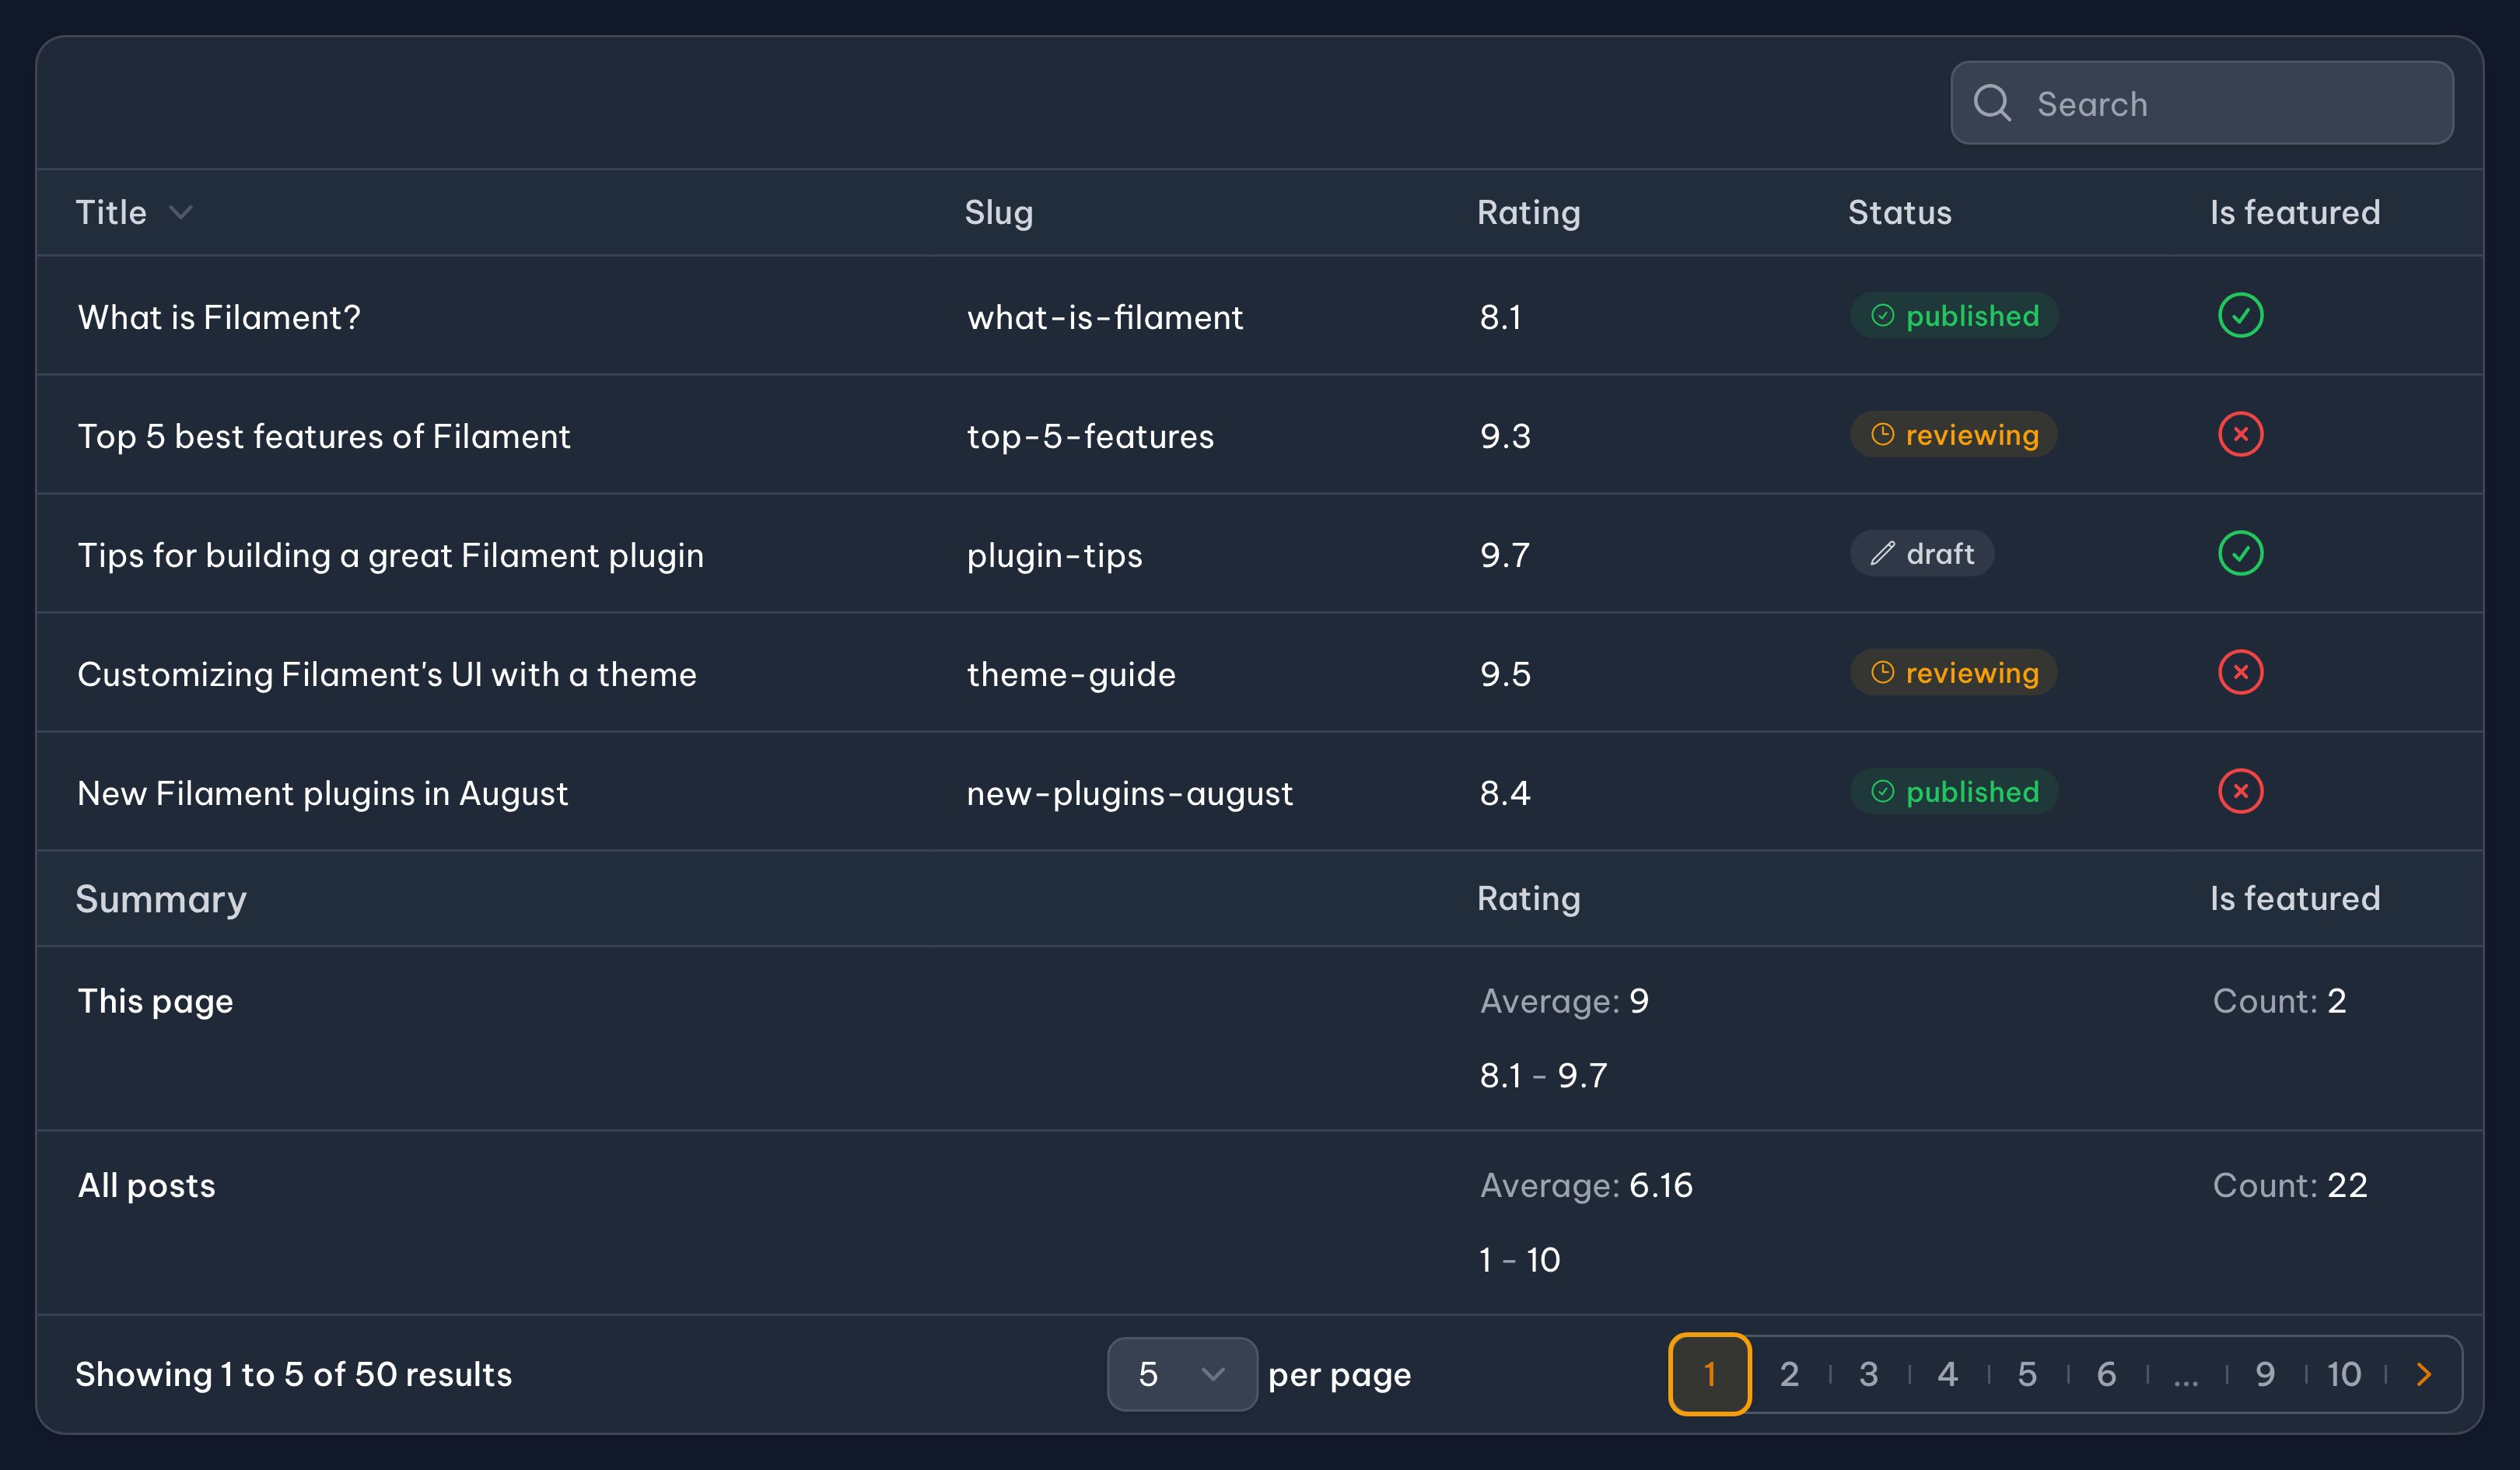 Search
Title Slug Rating Status Is featured
What is Filament? what-is-filament 8.1 published
Top 5 best features of Filament top-5-features 9.3 reviewing
Tips for building a great Filament plugin plugin-tips 9.7 draft
Customizing Filament's UI with a theme theme-guide 9.5 reviewing
New Filament plugins in August new-plugins-august 8.4 published
Summary Rating Is featured
This page Average: 9 Count: 2
8.1 - 9.7
All posts Average: 6.16 Count: 22
1 - 10
Showing 1 to 5 of 50 results 5 per page 1 2 3 4 5 6 ... 9 10